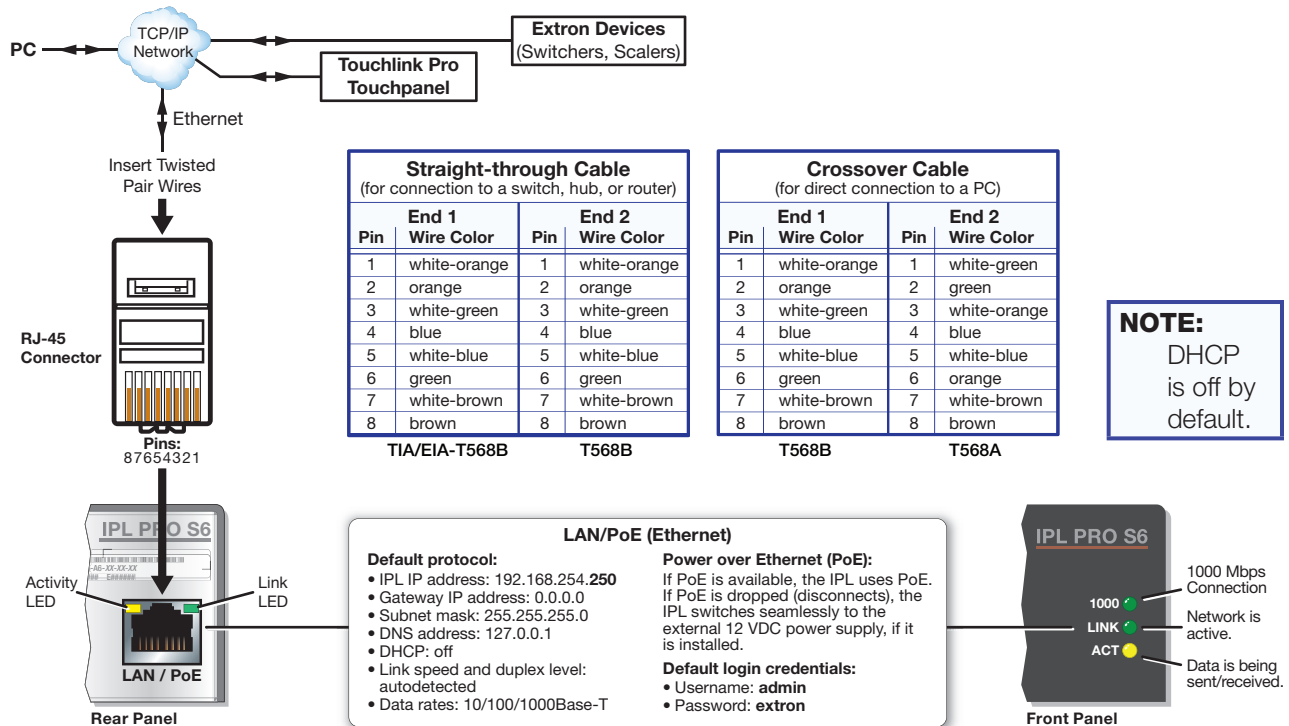 PC
TCP/IP
Network
Extron Devices
(Switchers, Scalers)
Touchlink Pro
Touchpanel
Ethernet
Insert Twisted
Pair Wires
RJ-45
Connector
Pins:
87654321
Straight-through Cable
(for connection to a switch, hub, or router)
End 1 End 2
Pin Wire Color Pin Wire Color
1 white-orange 1 white-orange
2 orange 2 orange
3 white-green 3 white-green
4 blue 4 blue
5 white-blue 5 white-blue
6 green 6 green
7 white-brown 7 white-brown
8 brown 8 brown
TIA/EIA-T568B T568B
Crossover Cable
(for direct connection to a PC)
End 1 End 2
Pin Wire Color Pin Wire Color
1 white-orange 1 white-green
2 orange 2 green
3 white-green 3 white-orange
4 blue 4 blue
5 white-blue 5 white-blue
6 green 6 orange
7 white-brown 7 white-brown
8 brown 8 brown
T568B T568A
NOTE:
DHCP
is off by
default.
IPL PRO S6
-A6-XX-XX-XX
### E######
Activity
LED
Link
LED
LAN / PoE
Rear Panel
LAN/PoE (Ethernet)
Default protocol:
• IPL IP address: 192.168.254.250
• Gateway IP address: 0.0.0.0
• Subnet mask: 255.255.255.0
• DNS address: 127.0.0.1
• DHCP: off
• Link speed and duplex level:
autodetected
• Data rates: 10/100/1000Base-T
Power over Ethernet (PoE):
If PoE is available, the IPL uses PoE.
If PoE is dropped (disconnects), the
IPL switches seamlessly to the
external 12 VDC power supply, if it
is installed.
Default login credentials:
• Username: admin
• Password: extron
IPL PRO S6
1000
LINK
ACT
1000 Mbps
Connection
Network is
active.
Data is being
sent/received.
Front Panel